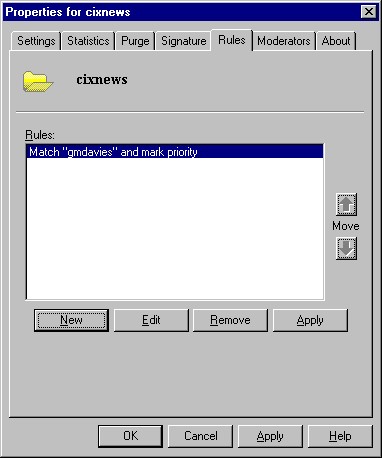 Properties for cixnews
Settings Statistics Purge Signature Rules Moderators About
cixnews
Rules:
Match "gmdavies" and mark priority
Move
New Edit Remove Apply
OK Cancel Apply Help